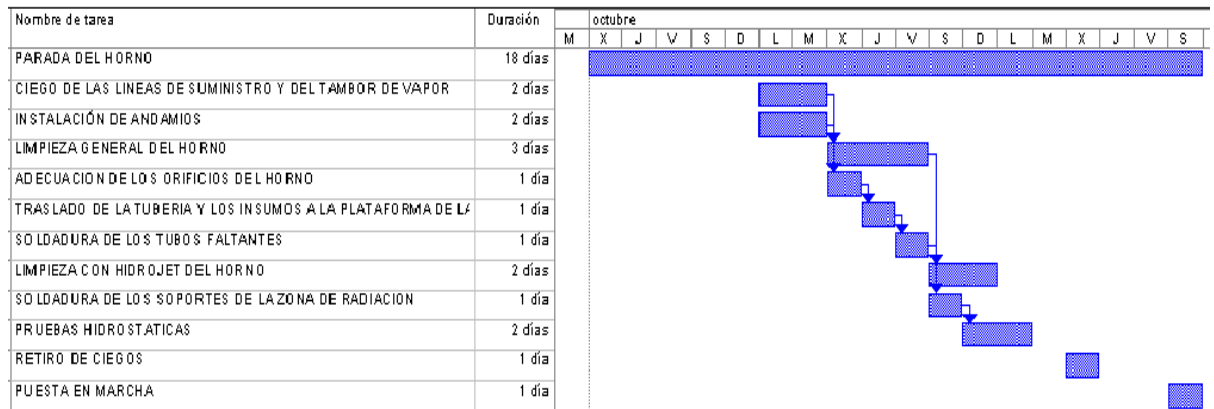 Nombre de tarea Duración octubre
M X J V S D L M X J V S D L M X J V S
PARADA DEL HORNO 18 días
CIEGO DE LAS LINEAS DE SUMINISTRO Y DEL TAMBOR DE VAPOR 2 días
INSTALACIÓN DE ANDAMIOS 2 días
LIMPIEZA GENERAL DEL HORNO 3 días
ADECUACION DE LOS ORIFICIOS DEL HORNO 1 día
TRASLADO DE LA TUBERIA Y LOS INSUMOS A LA PLATAFORMA DE 1 día
SOLDADURA DE LOS TUBOS FALTANTES 1 día
LIMPIEZA CON HIDROJET DEL HORNO 2 días
SOLDADURA DE LOS SOPORTES DE LA ZONA DE RADIACION 1 día
PRUEBAS HIDROSTATICAS 2 días
RETIRO DE CIEGOS 1 día
PUESTA EN MARCHA 1 día